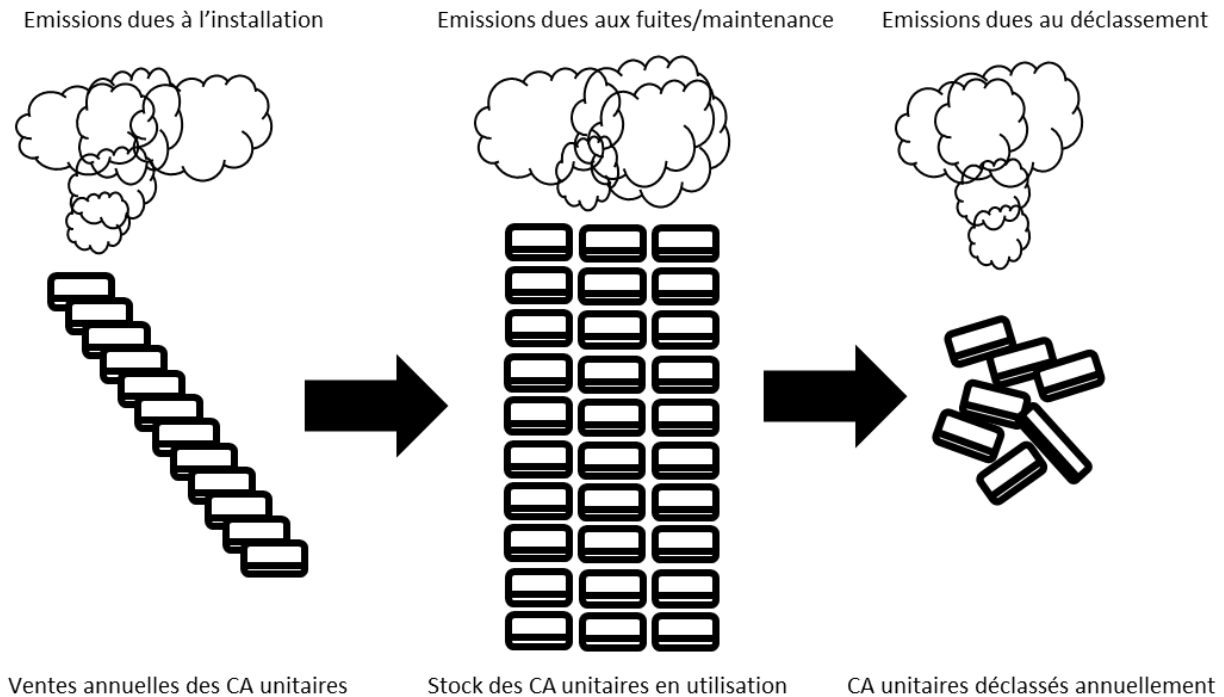 Emissions dues à l’installation
Emissions dues aux fuites/maintenance
Emissions dues au déclassement
Ventes annuelles des CA unitaires
Stock des CA unitaires en utilisation
CA unitaires déclassés annuellement